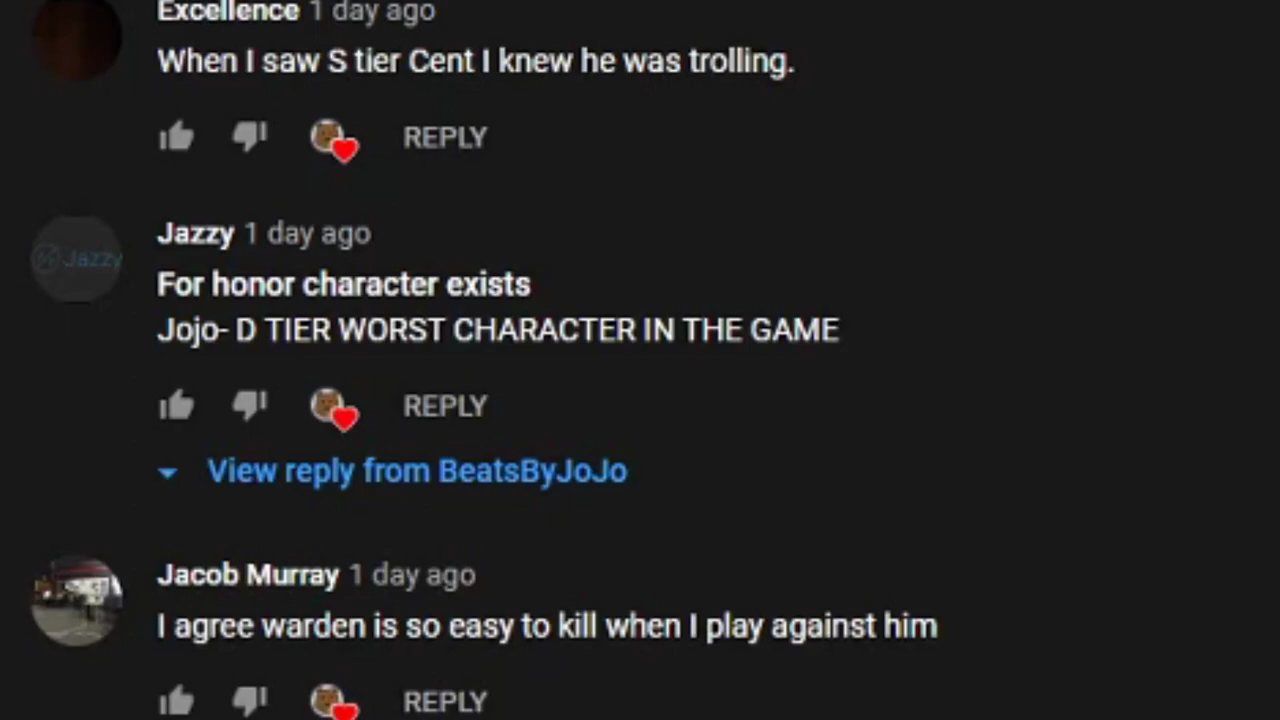 Excellence 1 day ago
When I saw S tier Cent I knew he was trolling.
REPLY
Jazzy 1 day ago
Jazzy
For honor character exists
Jojo- D TIER WORST CHARACTER IN THE GAME
REPLY
View reply from BeatsByJoJo
Jacob Murray 1 day ago
I agree warden is so easy to kill when I play against him
REPLY